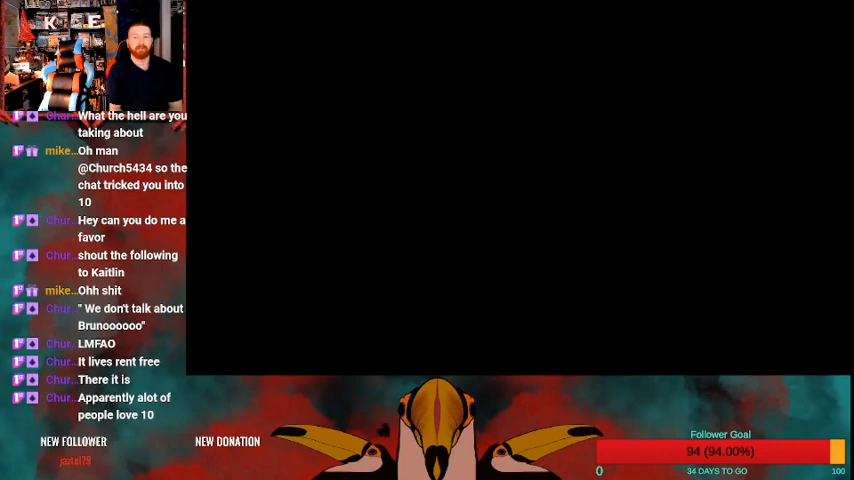 K E
Chur... What the hell are you
taking about
mike... Oh man
@Church5434 so the
chat tricked you into
10
Chur... Hey can you do me a
favor
Chur... shout the following
to Kaitlin
mike... Ohh shit
Chur... " We don't talk about
Brunoooooo"
Chur... LMFAO
Chur... It lives rent free
Chur... There it is
Chur... Apparently alot of
people love 10
NEW FOLLOWER
NEW DONATION
Follower Goal
94 (94.00%)
0
34 DAYS TO GO
100